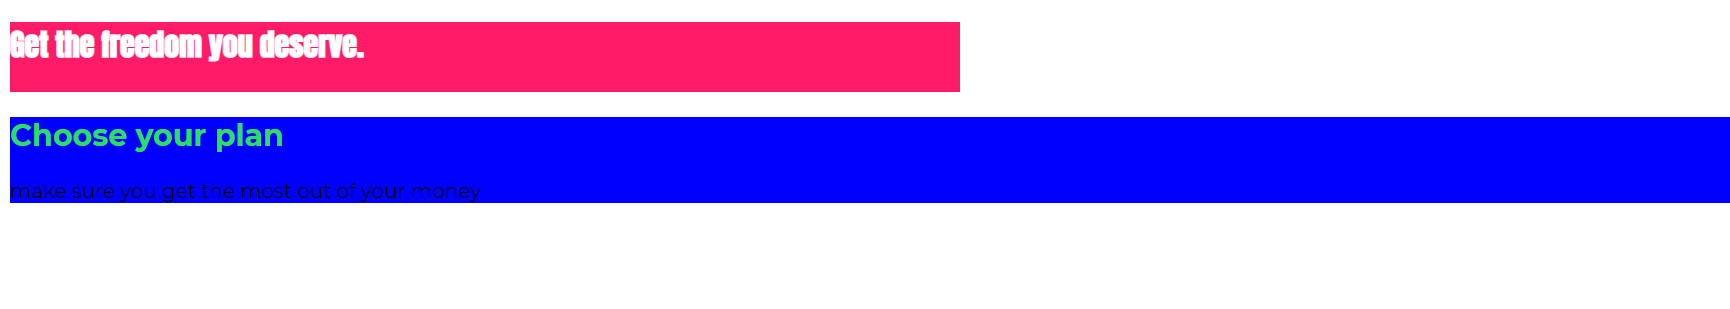 Get the freedom you deserve.
Choose your plan
make sure you get the most out of your money